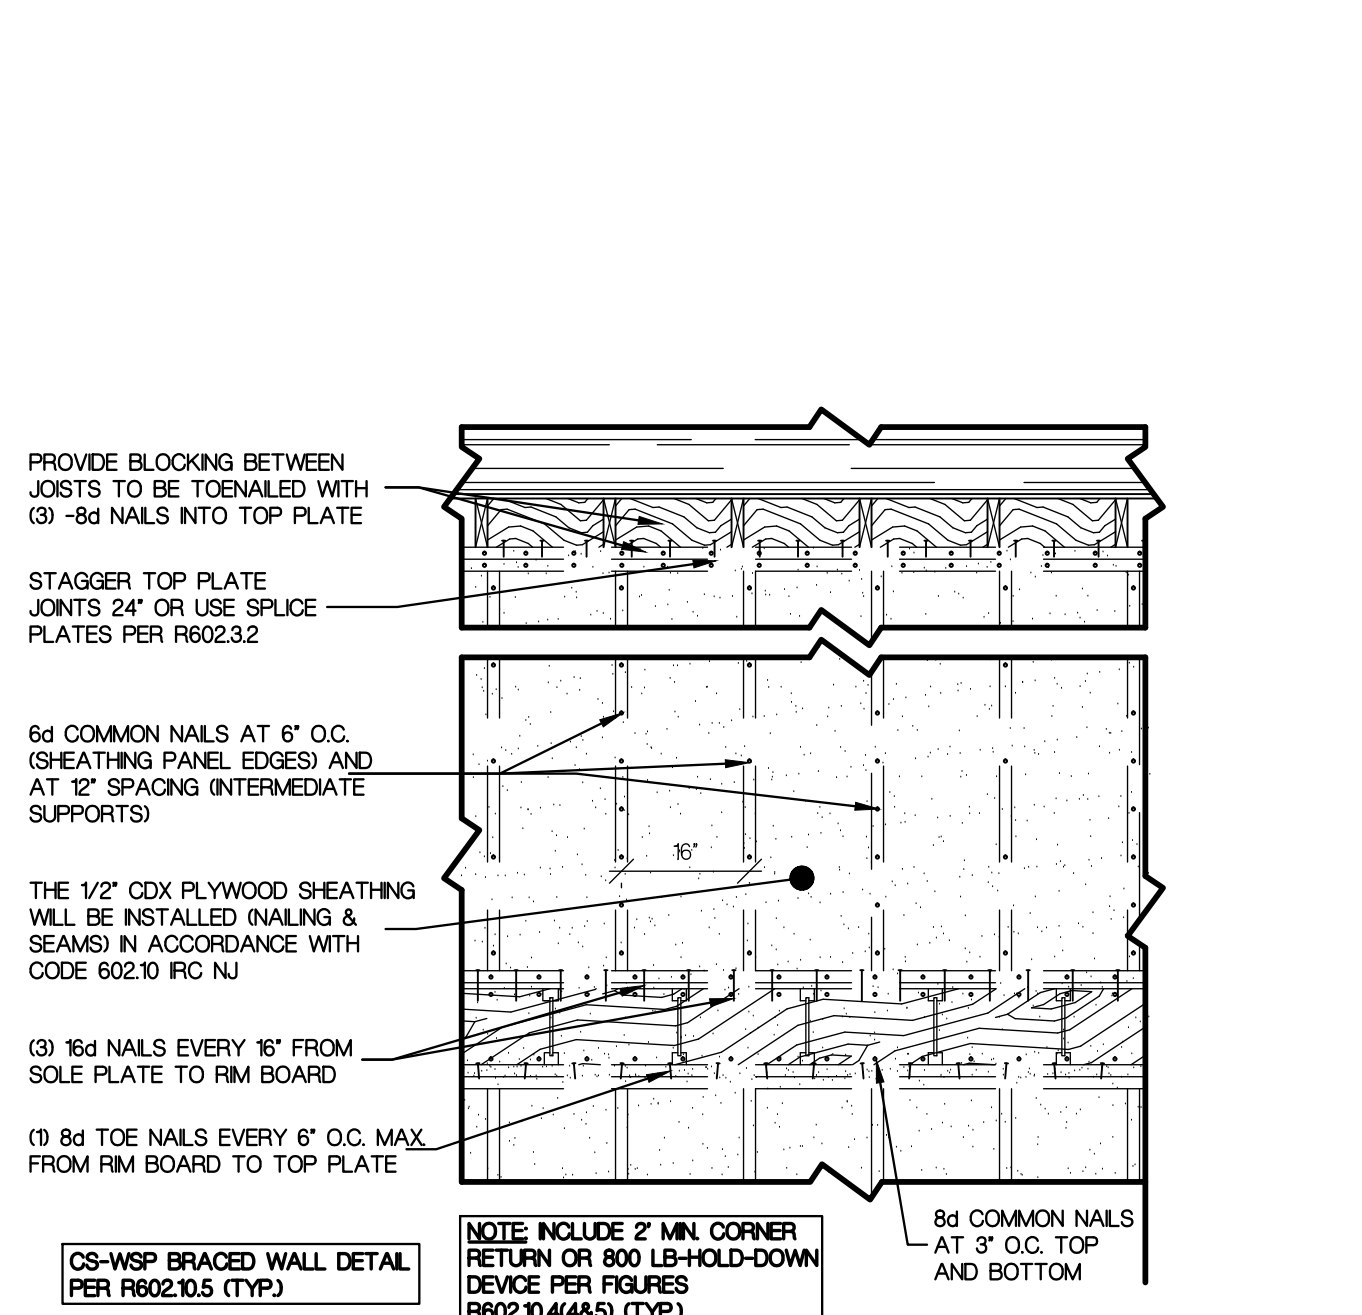 PROVIDE BLOCKING BETWEEN
JOISTS TO BE TOENAILED WITH
(3) -8d NAILS INTO TOP PLATE
STAGGER TOP PLATE
JOINTS 24" OR USE SPLICE
PLATES PER R602.3.2
6d COMMON NAILS AT 6" O.C.
(SHEATHING PANEL EDGES) AND
AT 12" SPACING (INTERMEDIATE
SUPPORTS)
16"
THE 1/2" CDX PLYWOOD SHEATHING
WILL BE INSTALLED (NAILING &
SEAMS) IN ACCORDANCE WITH
CODE 602.10 IRC NJ
(3) 16d NAILS EVERY 16" FROM
SOLE PLATE TO RIM BOARD
(1) 8d TOE NAILS EVERY 6" O.C. MAX.
FROM RIM BOARD TO TOP PLATE
8d COMMON NAILS
AT 3" O.C. TOP
AND BOTTOM
CS-WSP BRACED WALL DETAIL
PER R602.10.5 (TYP.)
NOTE: INCLUDE 2' MIN. CORNER
RETURN OR 800 LB-HOLD-DOWN
DEVICE PER FIGURES
R602.10.4(4&5) (TYP.)